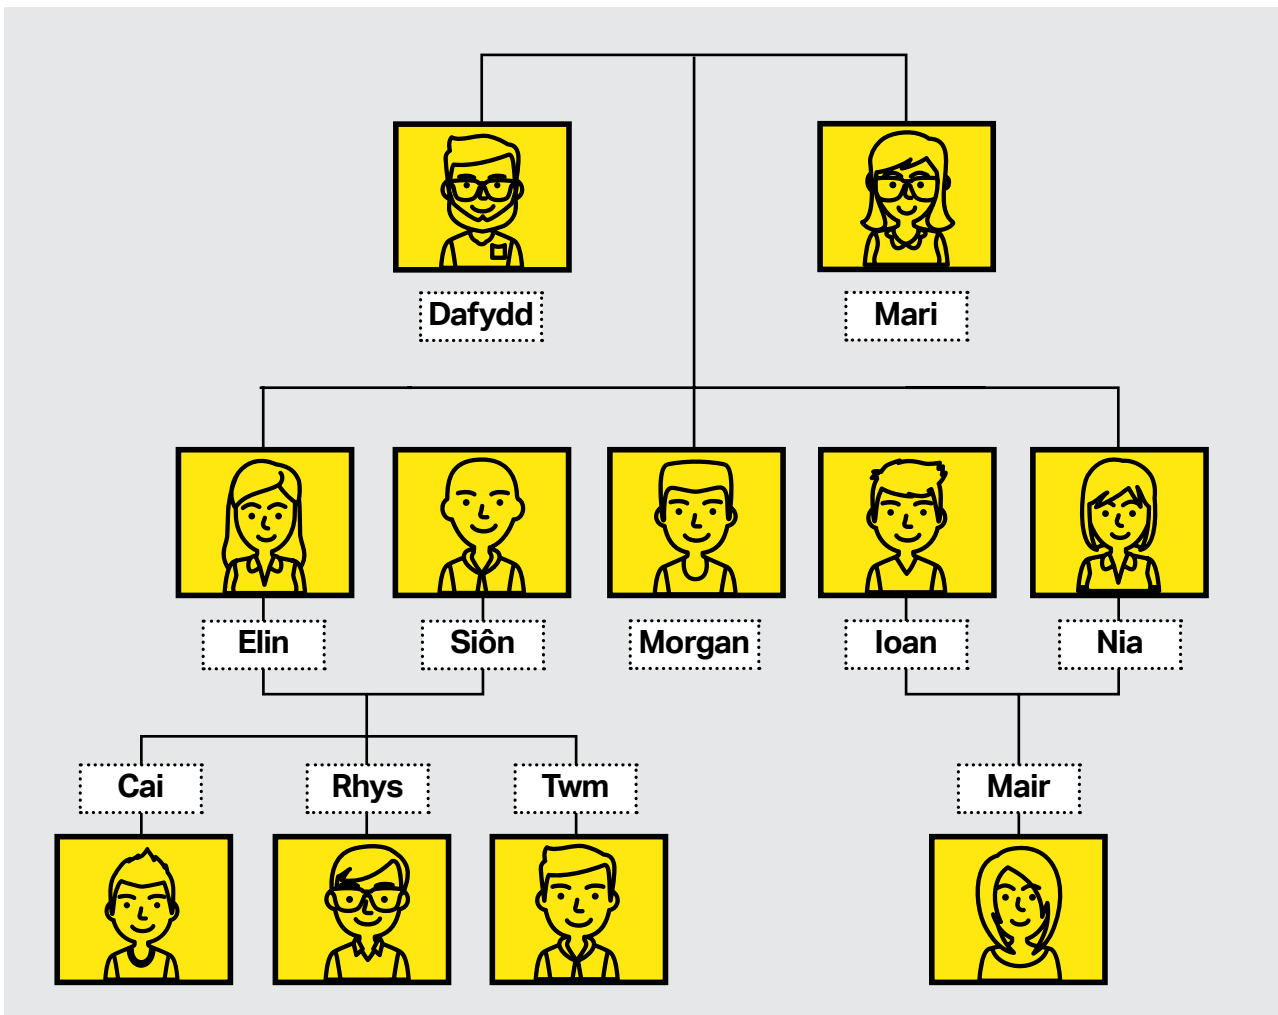 Dafydd
Mari
Elin
Siôn
Morgan
Ioan
Nia
Cai
Rhys
Twm
Mair